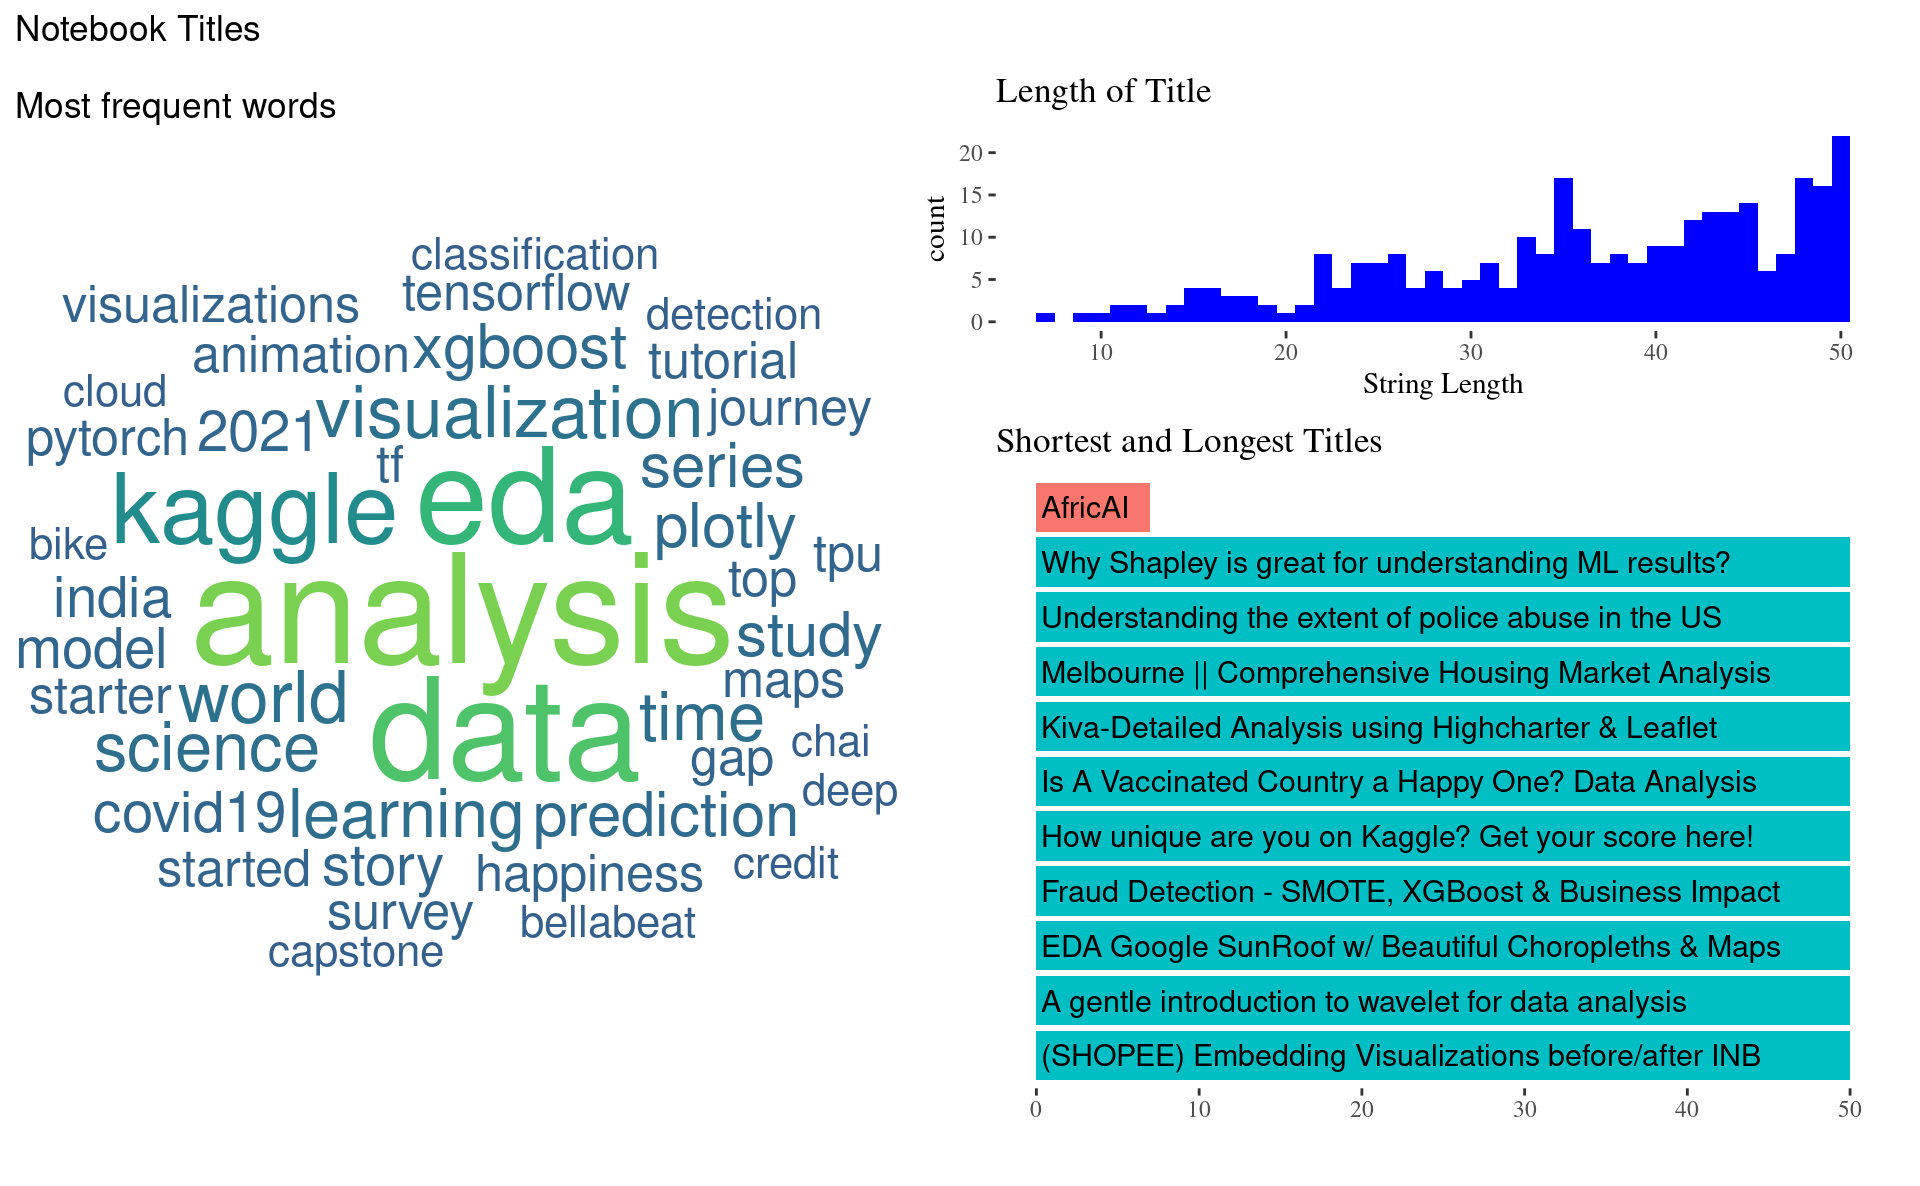 Notebook Titles
Most frequent words
classification
tensorflow
visualizations
detection
animation
xgboost
tutorial
cloud
visualization
journey
pytorch
2021
tf
series
kaggle
eda
plotly
bike
tpu
top
india
analysis
study
model
maps
starter
world
data
time
science
gap
chai
deep
covid19
learning
prediction
started
story
happiness
credit
survey
bellabeat
capstone
Length of Title
20
15
10
5
0
count
10 20 30 40 50
String Length
Shortest and Longest Titles
AfricAI
Why Shapley is great for understanding ML results?
Understanding the extent of police abuse in the US
Melbourne || Comprehensive Housing Market Analysis
Kiva-Detailed Analysis using Highcharter & Leaflet
Is A Vaccinated Country a Happy One? Data Analysis
How unique are you on Kaggle? Get your score here!
Fraud Detection - SMOTE, XGBoost & Business Impact
EDA Google SunRoof w/ Beautiful Choropleths & Maps
A gentle introduction to wavelet for data analysis
(SHOPEE) Embedding Visualizations before/after INB
0 10 20 30 40 50